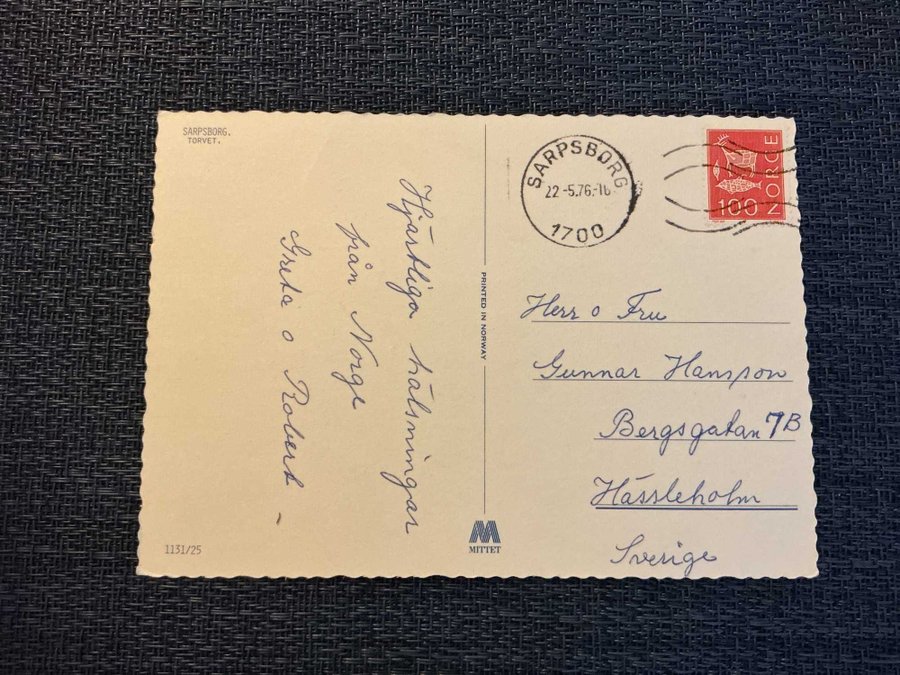 SARPSBORG.
TORVET.
Hjärtliga hälsningar
från Norge
Greta o Robert -
1131/25
PRINTED IN NORWAY
MITTET
SARPSBORG
22-5.76-16
1700
100 NORGE
Herr o Fru
Gunnar Hansson
Bergsgatan 7B
Hässleholm
Sverige